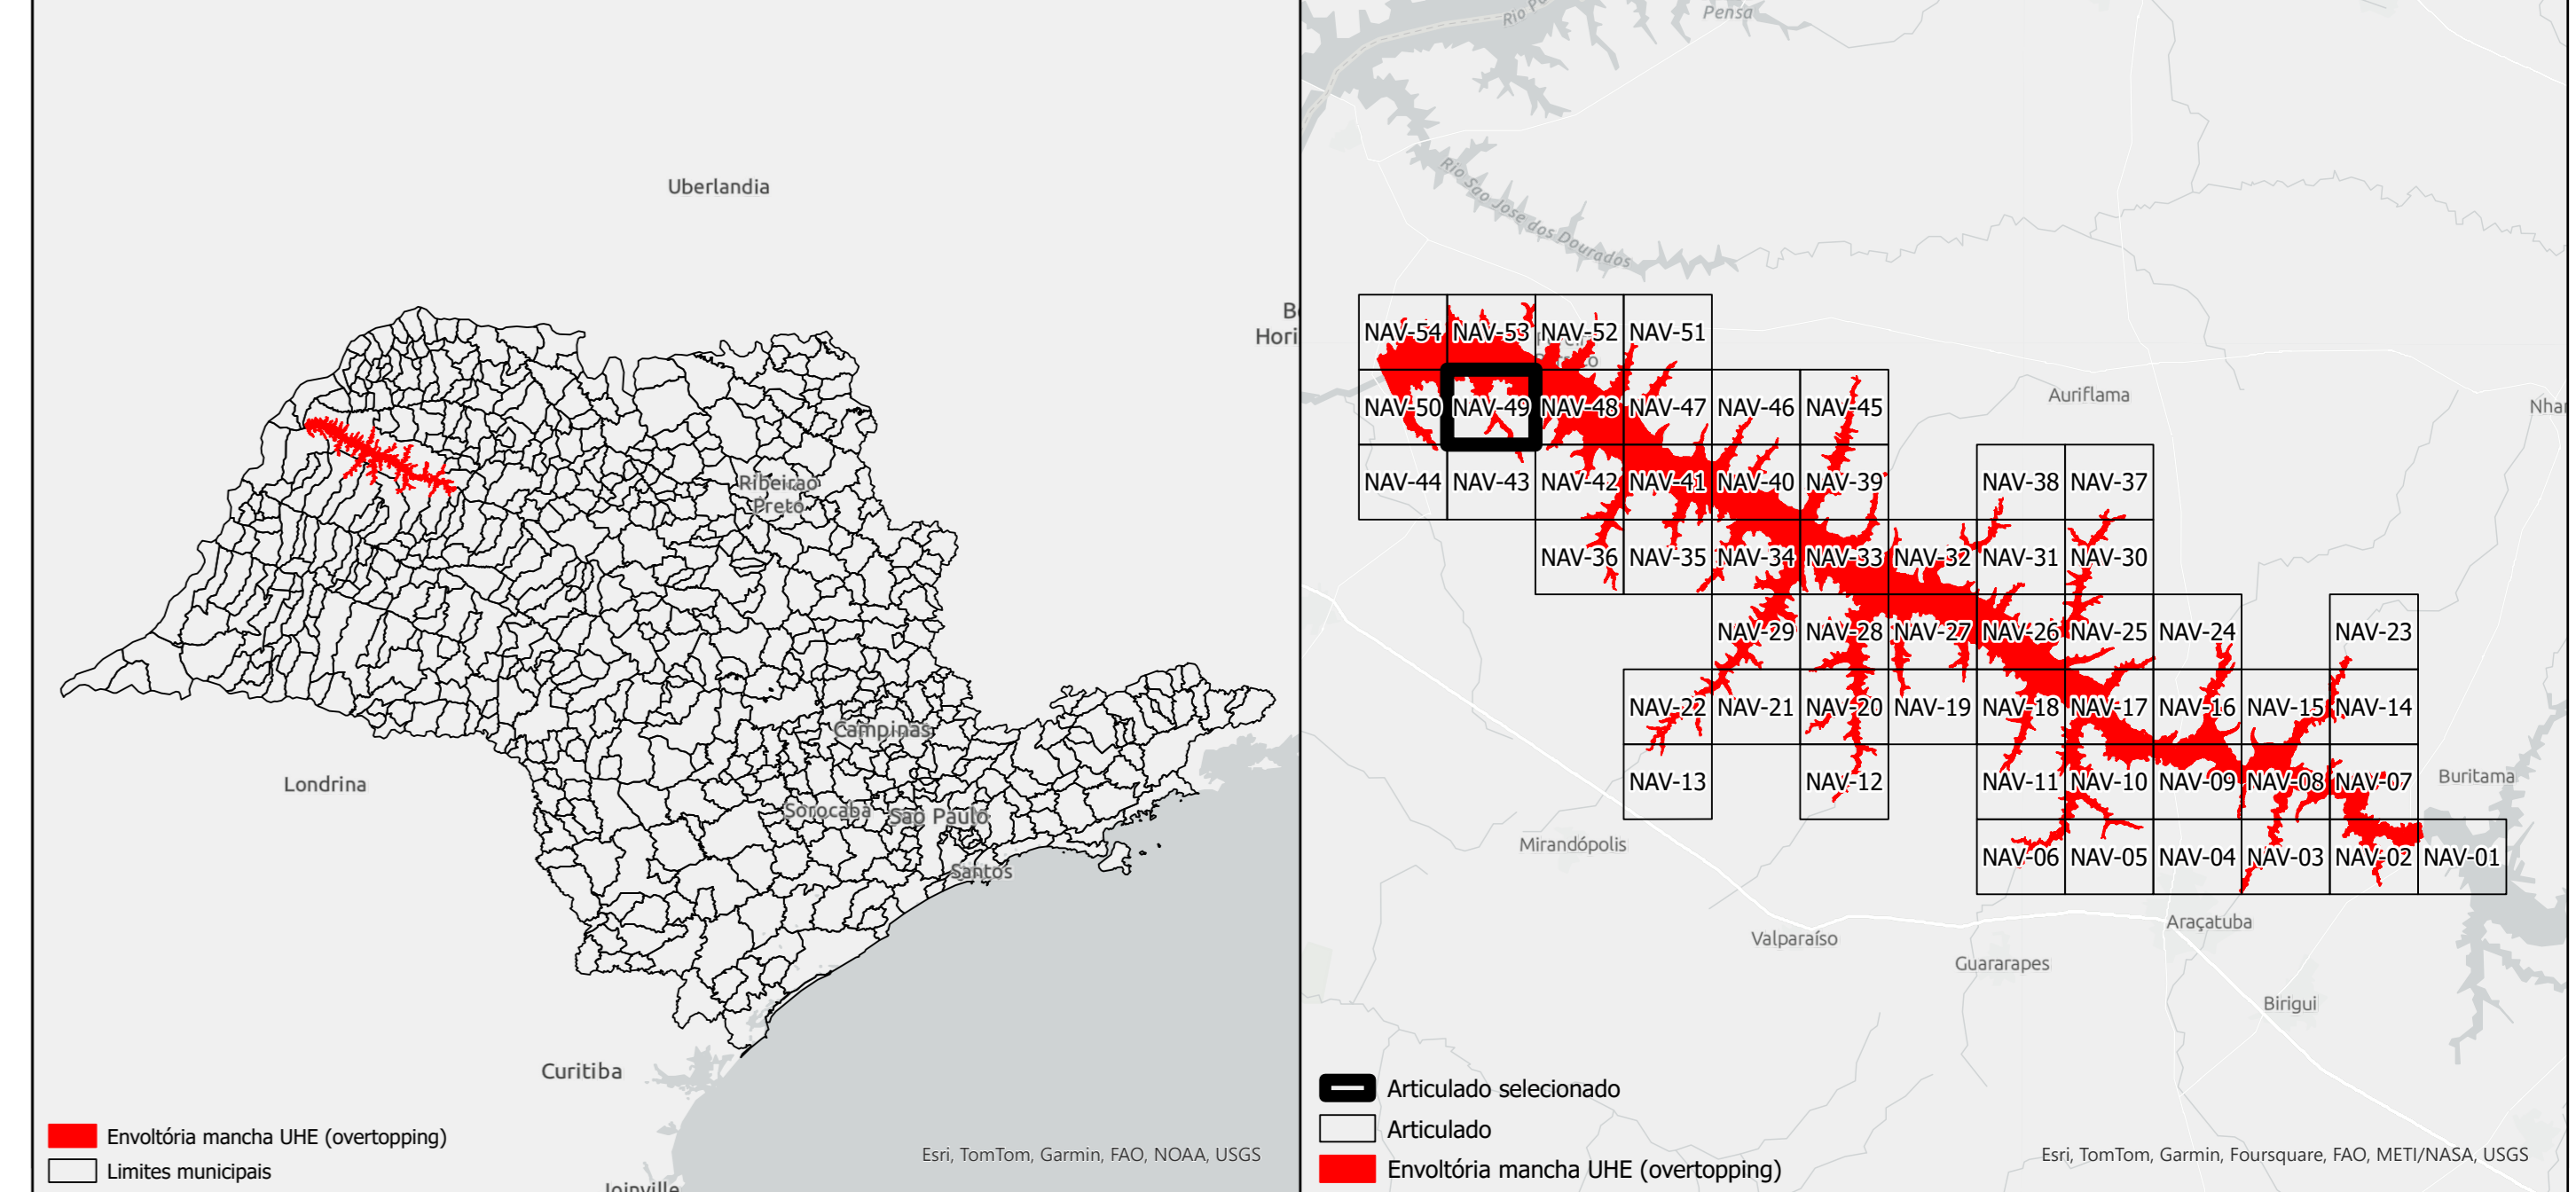 Uberlandia
Ribeirao
Preto
Campinas
Sorocaba
Sao Paulo
Santos
Londrina
Curitiba
Joinville
Hori
Envoltória mancha UHE (overtopping)
Limites municipais
Esri, TomTom, Garmin, FAO, NOAA, USGS
Pensa
Rio Sao Jose dos Dourados
NAV-54 NAV-53 NAV-52 NAV-51
NAV-50 NAV-49 NAV-48 NAV-47 NAV-46 NAV-45
Auriflama
NAV-44 NAV-43 NAV-42 NAV-41 NAV-40 NAV-39 NAV-38 NAV-37
NAV-36 NAV-35 NAV-34 NAV-33 NAV-32 NAV-31 NAV-30
NAV-29 NAV-28 NAV-27 NAV-26 NAV-25 NAV-24 NAV-23
NAV-22 NAV-21 NAV-20 NAV-19 NAV-18 NAV-17 NAV-16 NAV-15 NAV-14
NAV-13 NAV-12 NAV-11 NAV-10 NAV-09 NAV-08 NAV-07
Buritama
Mirandópolis
NAV-06 NAV-05 NAV-04 NAV-03 NAV-02 NAV-01
Araçatuba
Valparaíso
Guararapes
Birigui
Articulado selecionado
Articulado
Envoltória mancha UHE (overtopping)
Esri, TomTom, Garmin, Foursquare, FAO, METI/NASA, USGS